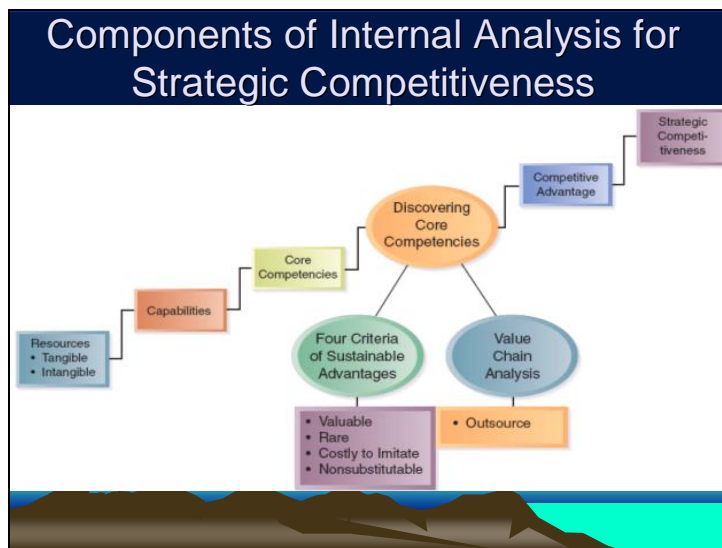 Components of Internal Analysis for
Strategic Competitiveness
Strategic
Competi-
tiveness
Competitive
Advantage
Discovering
Core
Competencies
Core
Competencies
Capabilities
Resources
• Tangible
• Intangible
Four Criteria
of Sustainable
Advantages
Value
Chain
Analysis
• Valuable
• Rare
• Costly to Imitate
• Nonsubstitutable
• Outsource